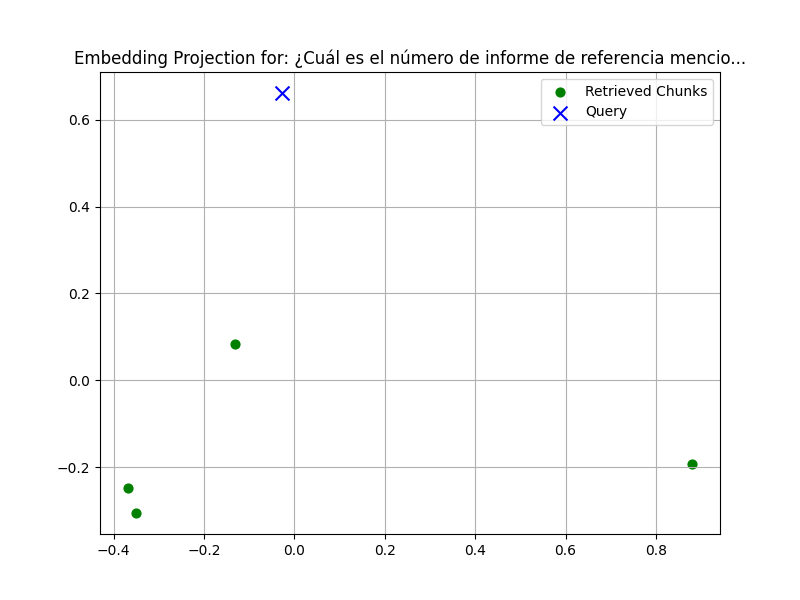 Embedding Projection for: ¿Cuál es el número de informe de referencia mencio...
Retrieved Chunks
Query
0.6
0.4
0.2
0.0
−0.2
−0.4 −0.2 0.0 0.2 0.4 0.6 0.8